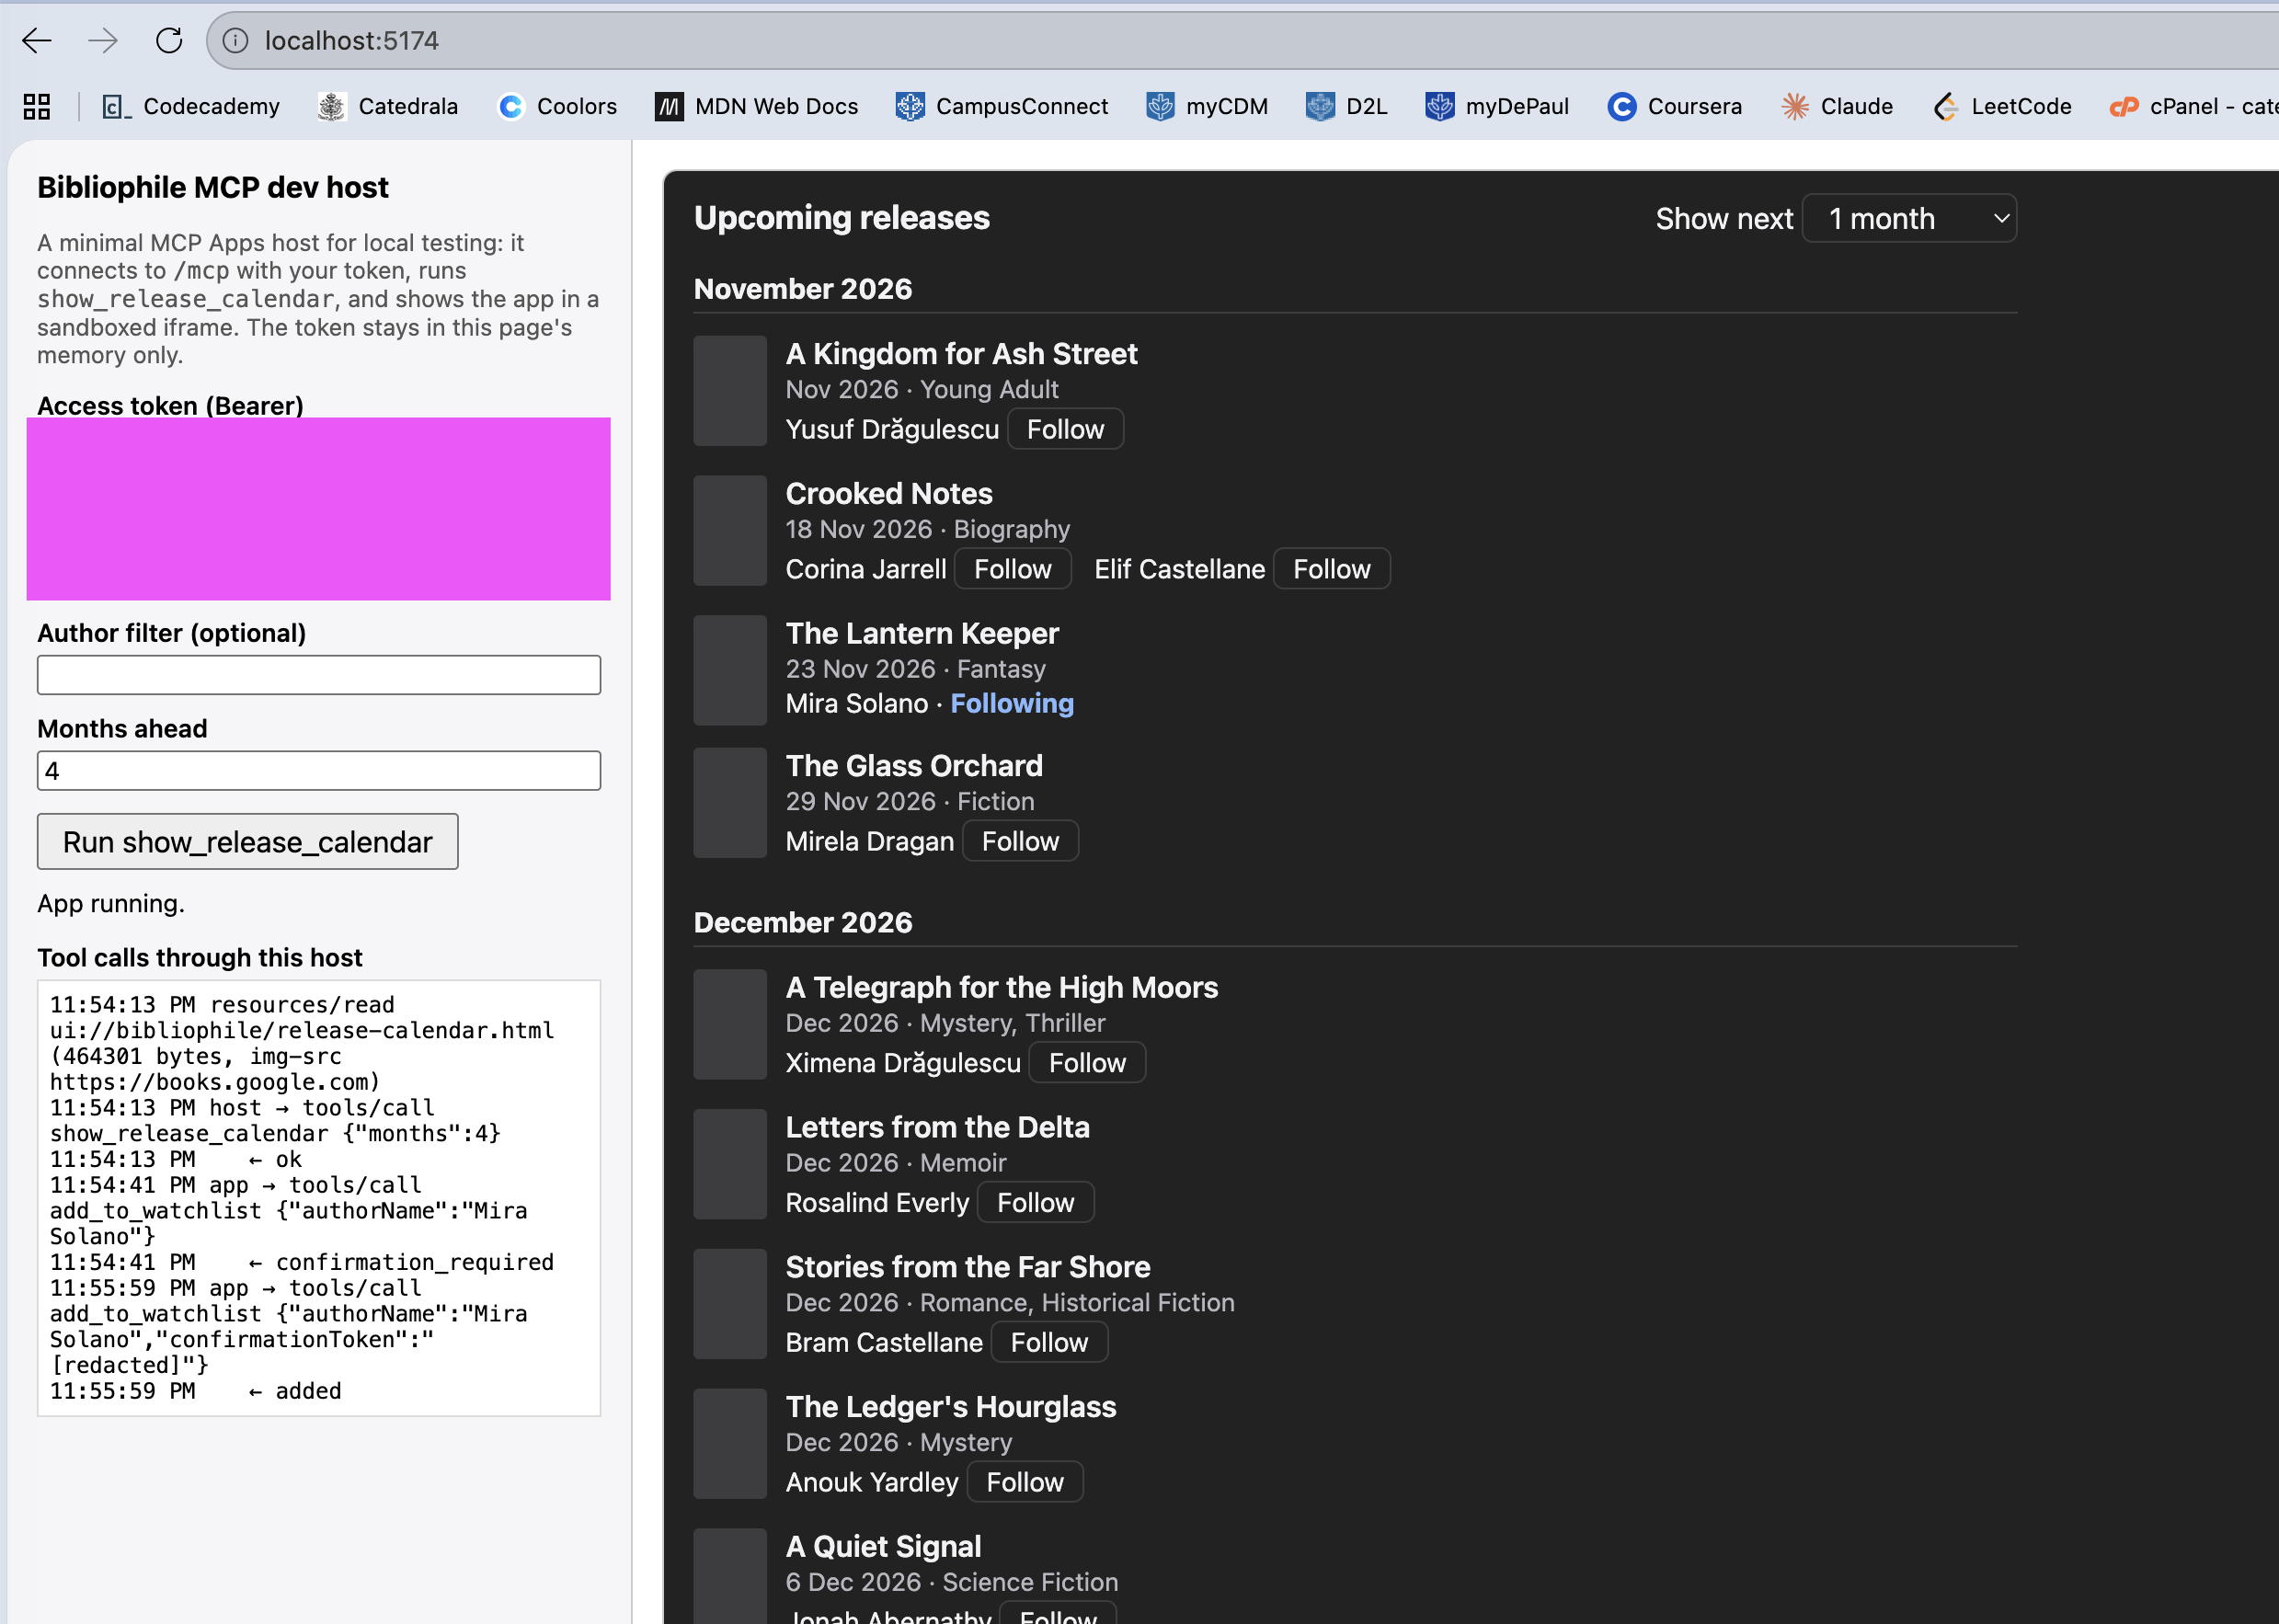 localhost:5174
Codecademy
Catedrala
Coolors
MDN Web Docs
CampusConnect
myCDM
D2L
myDePaul
Coursera
Claude
LeetCode
cPanel - cate
Bibliophile MCP dev host
A minimal MCP Apps host for local testing: it
connects to /mcp with your token, runs
show_release_calendar, and shows the app in a
sandboxed iframe. The token stays in this page's
memory only.
Access token (Bearer)
Author filter (optional)
Months ahead
4
Run show_release_calendar
App running.
Tool calls through this host
11:54:13 PM resources/read
ui://bibliophile/release-calendar.html
(464301 bytes, img-src
https://books.google.com)
11:54:13 PM host → tools/call
show_release_calendar {"months":4}
11:54:13 PM ← ok
11:54:41 PM app → tools/call
add_to_watchlist {"authorName":"Mira
Solano"}
11:54:41 PM ← confirmation_required
11:55:59 PM app → tools/call
add_to_watchlist {"authorName":"Mira
Solano","confirmationToken":"
[redacted]"}
11:55:59 PM ← added
Upcoming releases
Show next 1 month
November 2026
A Kingdom for Ash Street
Nov 2026 · Young Adult
Yusuf Drăgulescu Follow
Crooked Notes
18 Nov 2026 · Biography
Corina Jarrell Follow Elif Castellane Follow
The Lantern Keeper
23 Nov 2026 · Fantasy
Mira Solano · Following
The Glass Orchard
29 Nov 2026 · Fiction
Mirela Dragan Follow
December 2026
A Telegraph for the High Moors
Dec 2026 · Mystery, Thriller
Ximena Drăgulescu Follow
Letters from the Delta
Dec 2026 · Memoir
Rosalind Everly Follow
Stories from the Far Shore
Dec 2026 · Romance, Historical Fiction
Bram Castellane Follow
The Ledger's Hourglass
Dec 2026 · Mystery
Anouk Yardley Follow
A Quiet Signal
6 Dec 2026 · Science Fiction
Jonah Abernathy Follow